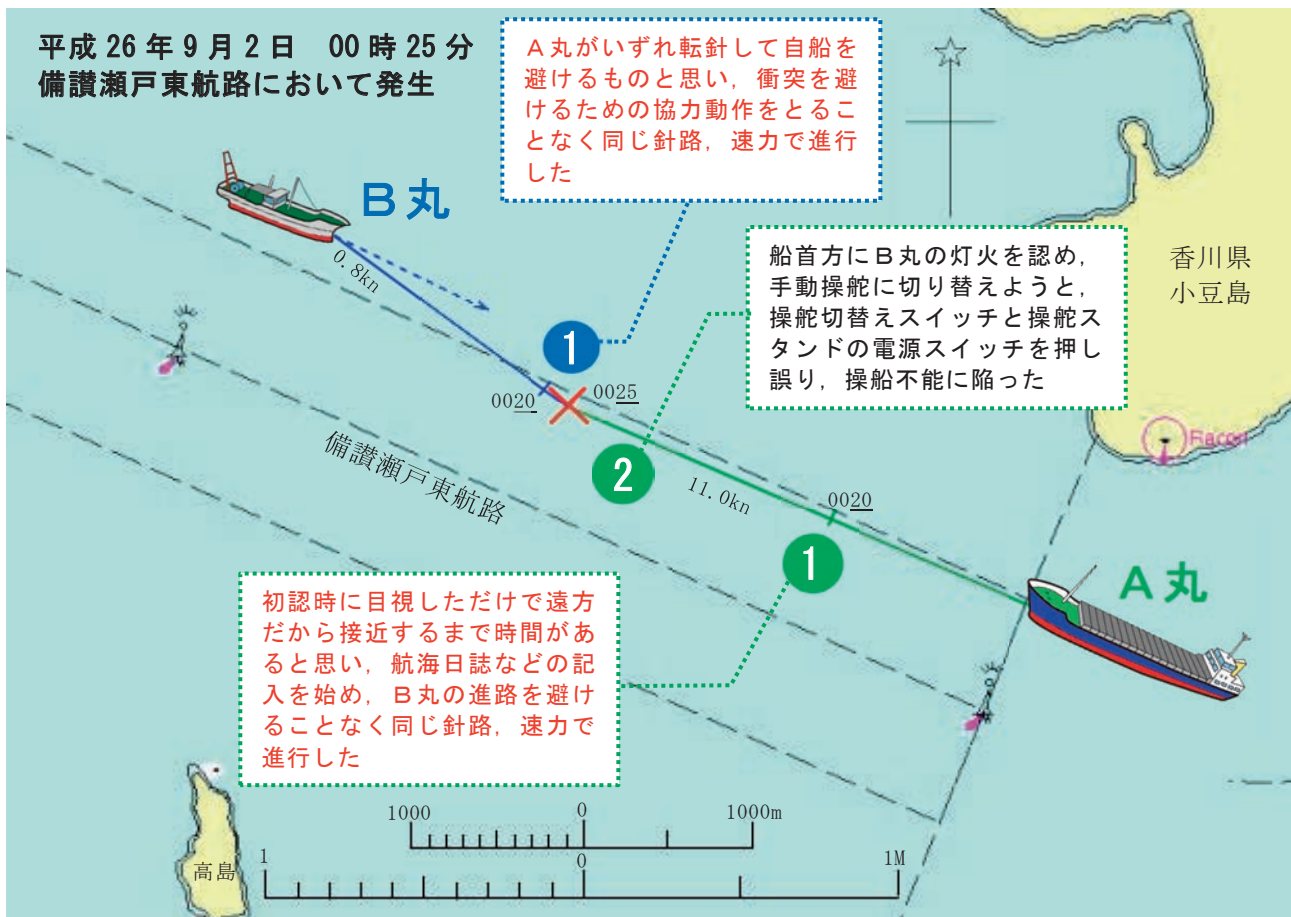 平成 26 年 9 月 2 日　00 時 25 分
備讃瀬戸東航路において発生
Ａ丸がいずれ転針して自船を
避けるものと思い，衝突を避
けるための協力動作をとるこ
となく同じ針路，速力で進行
した
Ｂ丸
0.8kn
船首方にＢ丸の灯火を認め，
手動操舵に切り替えようと，
操舵切替えスイッチと操舵ス
タンドの電源スイッチを押し
誤り，操船不能に陥った
香川県
小豆島
1
0020
0025
Racon
備讃瀬戸東航路
2
11.0kn
0020
1
Ａ丸
初認時に目視しただけで遠方
だから接近するまで時間があ
ると思い，航海日誌などの記
入を始め，Ｂ丸の進路を避け
ることなく同じ針路，速力で
進行した
高島
1000
0
1000m
1
0
1M